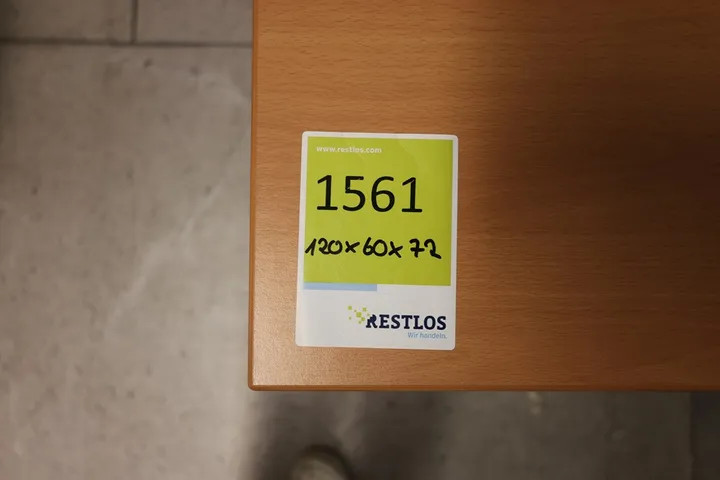 www.restlos.com
1561
120x60x72
RESTLOS
Wir handeln.